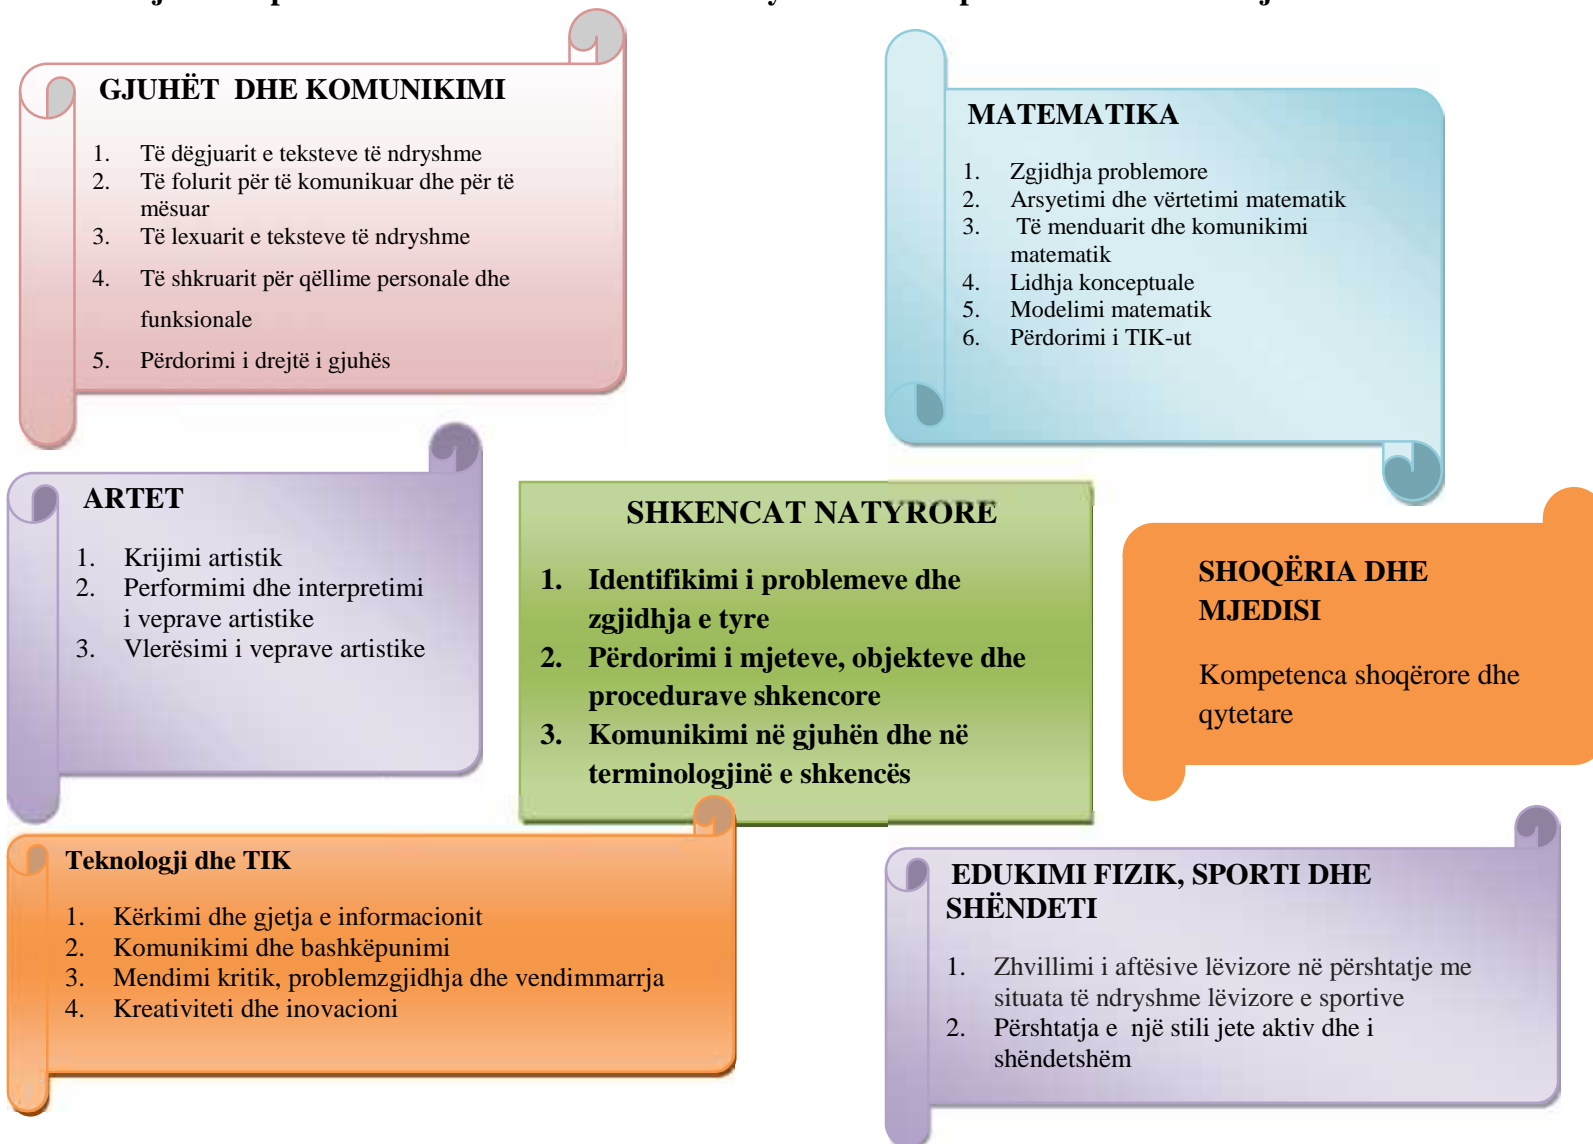 GJUHËT DHE KOMUNIKIMI
1. Të dëgjuarit e teksteve të ndryshme
2. Të folurit për të komunikuar dhe për të
mësuar
3. Të lexuarit e teksteve të ndryshme
4. Të shkruarit për qëllime personale dhe
funksionale
5. Përdorimi i drejtë i gjuhës
MATEMATIKA
1. Zgjidhja problemore
2. Arsyetimi dhe vërtetimi matematik
3. Të menduarit dhe komunikimi
matematik
4. Lidhja konceptuale
5. Modelimi matematik
6. Përdorimi i TIK-ut
ARTET
1. Krijimi artistik
2. Performimi dhe interpretimi
i veprave artistike
3. Vlerësimi i veprave artistike
SHKENCAT NATYRORE
1. Identifikimi i problemeve dhe
zgjidhja e tyre
2. Përdorimi i mjeteve, objekteve dhe
procedurave shkencore
3. Komunikimi në gjuhën dhe në
terminologjinë e shkencës
SHOQËRIA DHE
MJEDISI
Kompetenca shoqërore dhe
qytetare
Teknologji dhe TIK
1. Kërkimi dhe gjetja e informacionit
2. Komunikimi dhe bashkëpunimi
3. Mendimi kritik, problemzgjidhja dhe vendimmarrja
4. Kreativiteti dhe inovacioni
EDUKIMI FIZIK, SPORTI DHE
SHËNDETI
1. Zhvillimi i aftësive lëvizore në përshtatje me
situata të ndryshme lëvizore e sportive
2. Përshtatja e një stili jete aktiv dhe i
shëndetshëm